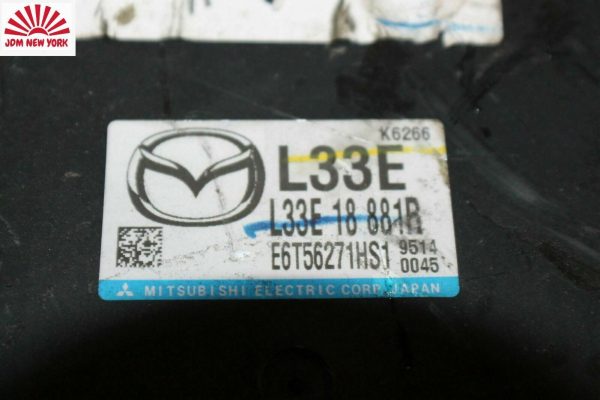 JDM NEW YORK
K6266
L33E
L33E 18 881R
E6T56271HS1 9514
0045
MITSUBISHI ELECTRIC CORP. JAPAN